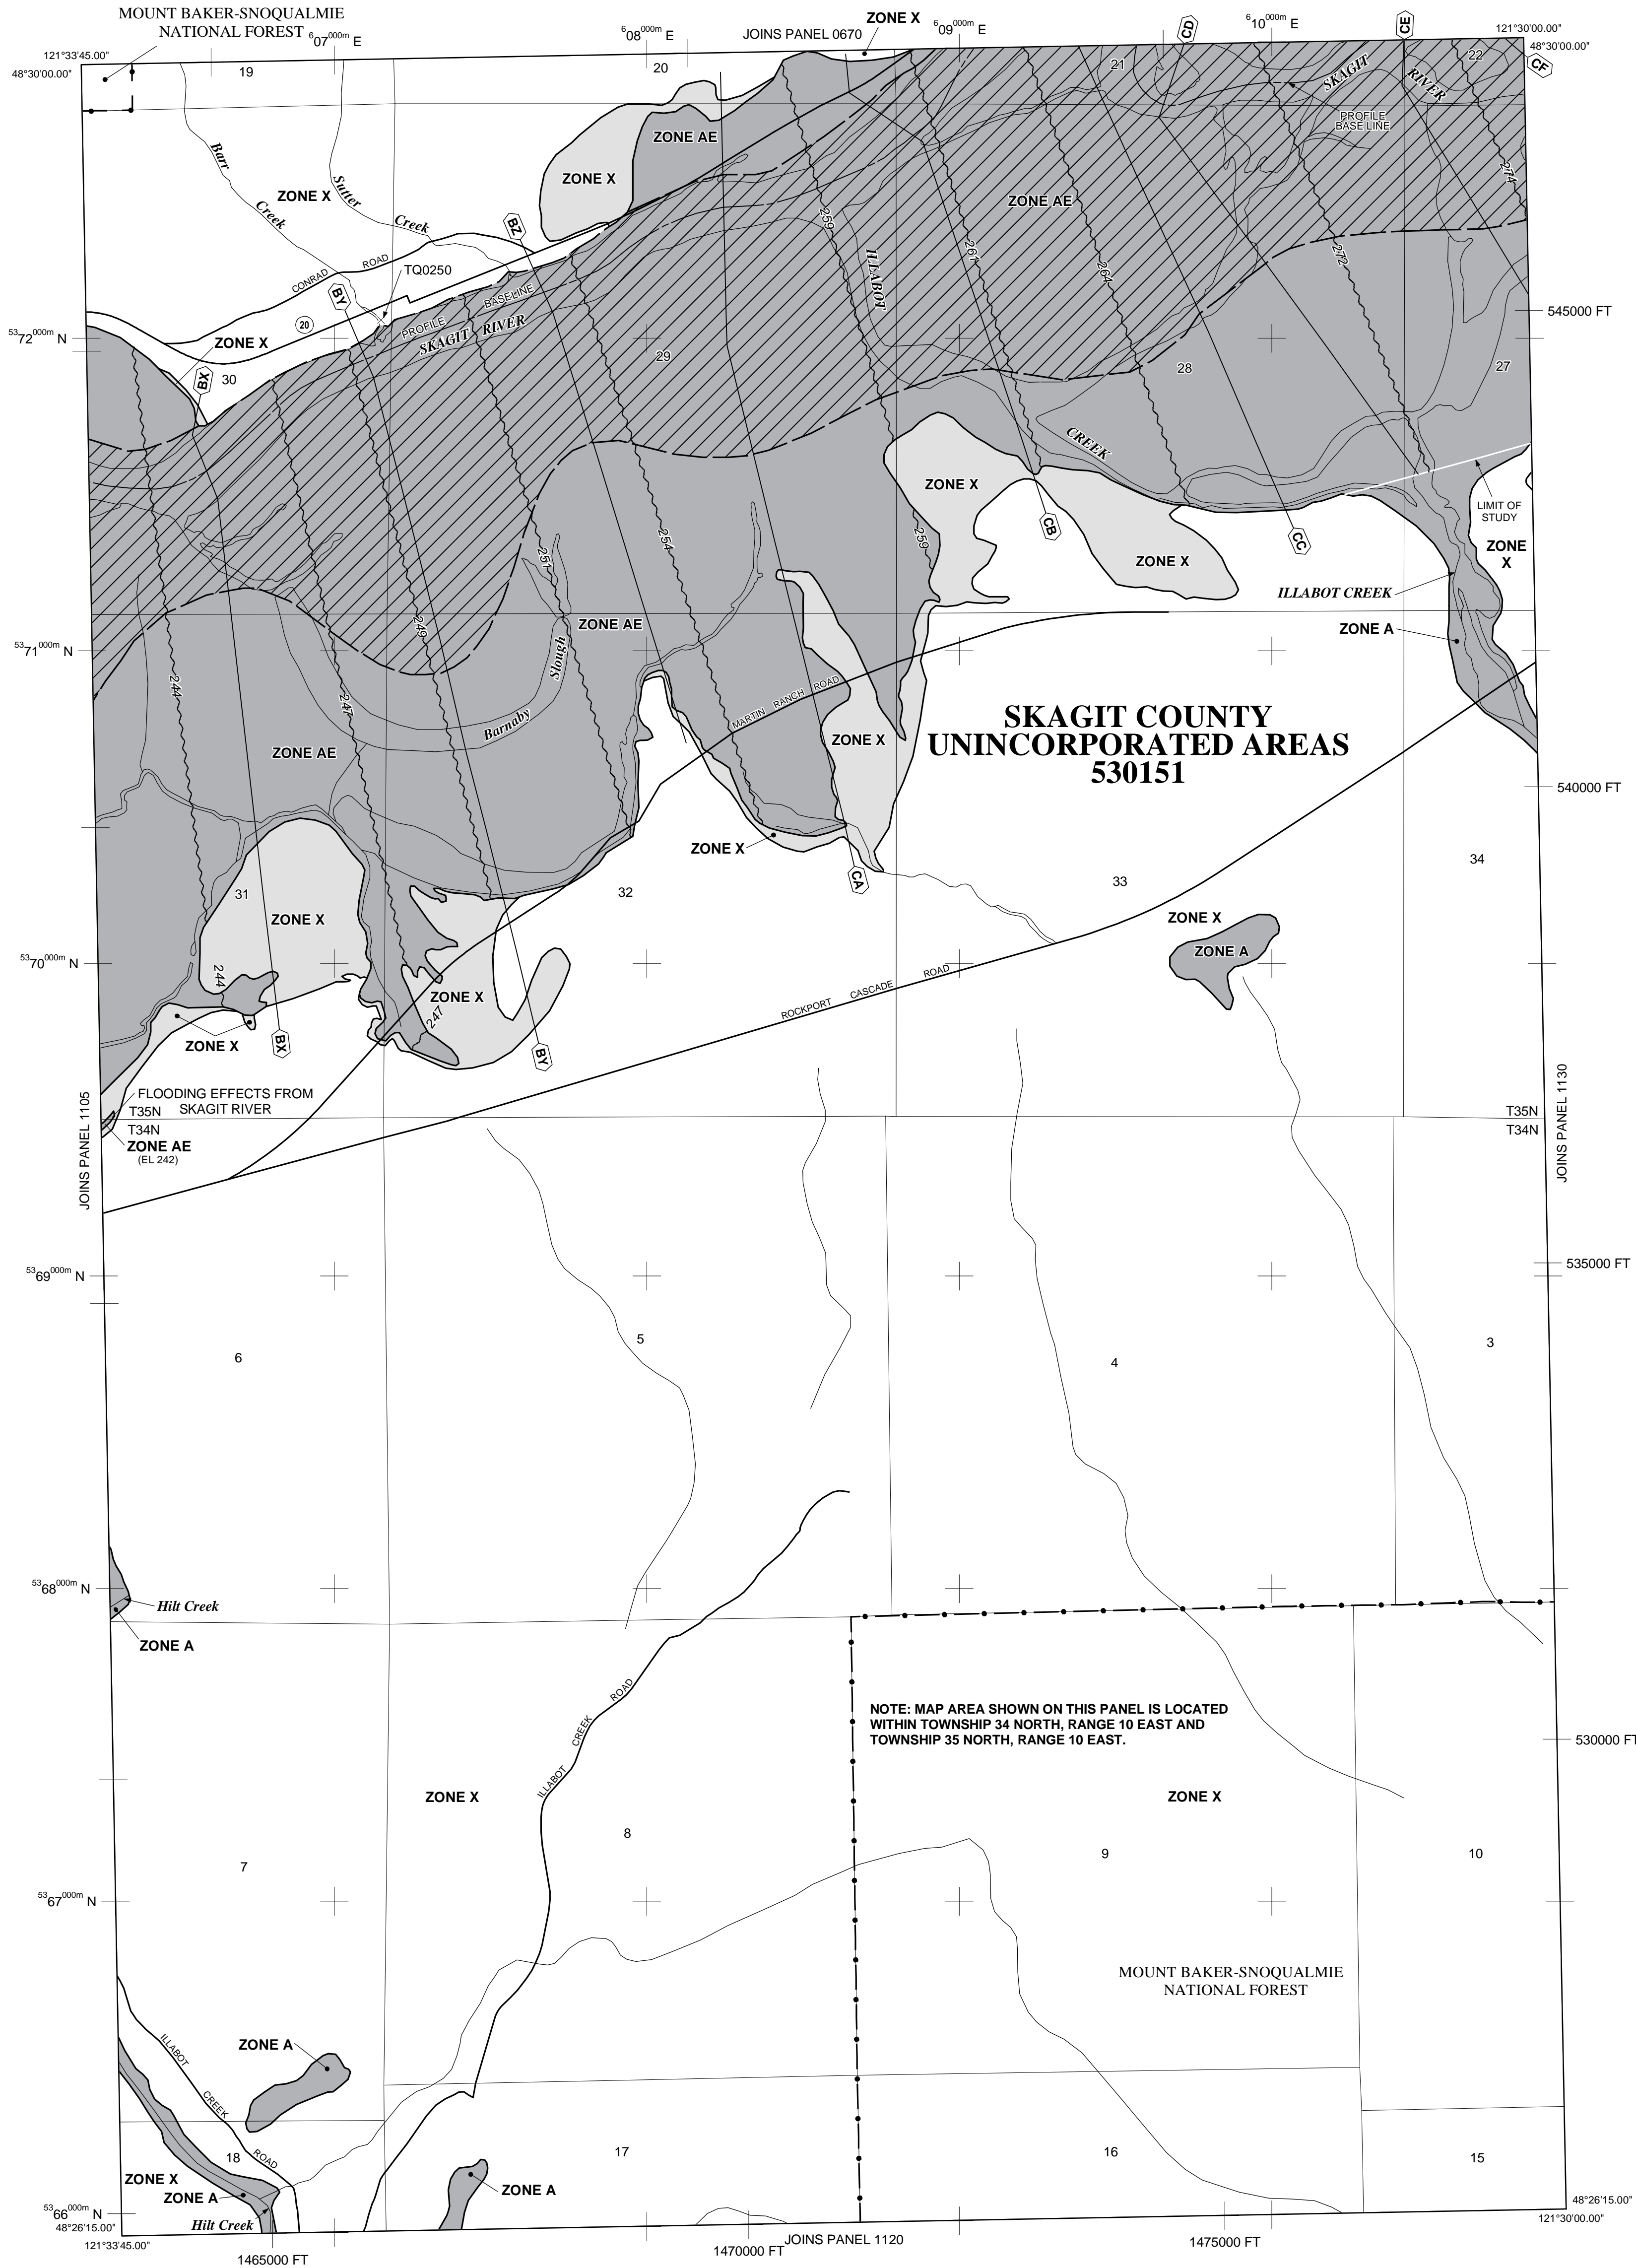 MOUNT BAKER-SNOQUALMIE
NATIONAL FOREST
607000m E
608000m E
JOINS PANEL 0670
ZONE X
609000m E
CD
610000m E
CE
121°30'00.00"
48°30'00.00"
CF
121°33'45.00"
48°30'00.00"
19
20
21
22
SKAGIT
RIVER
PROFILE
BASE LINE
ZONE AE
ZONE X
Barr
Creek
ZONE X
Sutter
Creek
ZONE AE
274
BZ
259
ILLABOT
261
264
272
CONRAD
ROAD
TQ0250
BY
20
PROFILE
BASELINE
SKAGIT
RIVER
545000 FT
5372000m N
ZONE X
BX
30
29
28
27
CREEK
ZONE X
CB
CC
ZONE X
LIMIT OF
STUDY
ZONE
X
251
254
259
ILLABOT CREEK
ZONE A
249
ZONE AE
Slough
Barnaby
5371000m N
244
247
MARTIN RANCH ROAD
ZONE X
SKAGIT COUNTY
UNINCORPORATED AREAS
530151
ZONE AE
540000 FT
ZONE X
CA
31
32
33
34
ZONE X
ZONE X
ZONE A
5370000m N
244
ZONE X
247
ROCKPORT
CASCADE
ROAD
ZONE X
BX
BY
FLOODING EFFECTS FROM
SKAGIT RIVER
T35N
T34N
ZONE AE
(EL 242)
JOINS PANEL 1105
JOINS PANEL 1130
T35N
T34N
5369000m N
535000 FT
6
5
4
3
5368000m N
Hilt Creek
ZONE A
ILLABOT
CREEK
ROAD
NOTE: MAP AREA SHOWN ON THIS PANEL IS LOCATED
WITHIN TOWNSHIP 34 NORTH, RANGE 10 EAST AND
TOWNSHIP 35 NORTH, RANGE 10 EAST.
530000 FT
ZONE X
ZONE X
7
8
9
10
5367000m N
MOUNT BAKER-SNOQUALMIE
NATIONAL FOREST
ZONE A
ILLABOT
CREEK
ROAD
18
17
16
15
ZONE X
ZONE A
ZONE A
Hilt Creek
5366000m N
48°26'15.00"
121°33'45.00"
1465000 FT
1470000 FT
JOINS PANEL 1120
1475000 FT
48°26'15.00"
121°30'00.00"